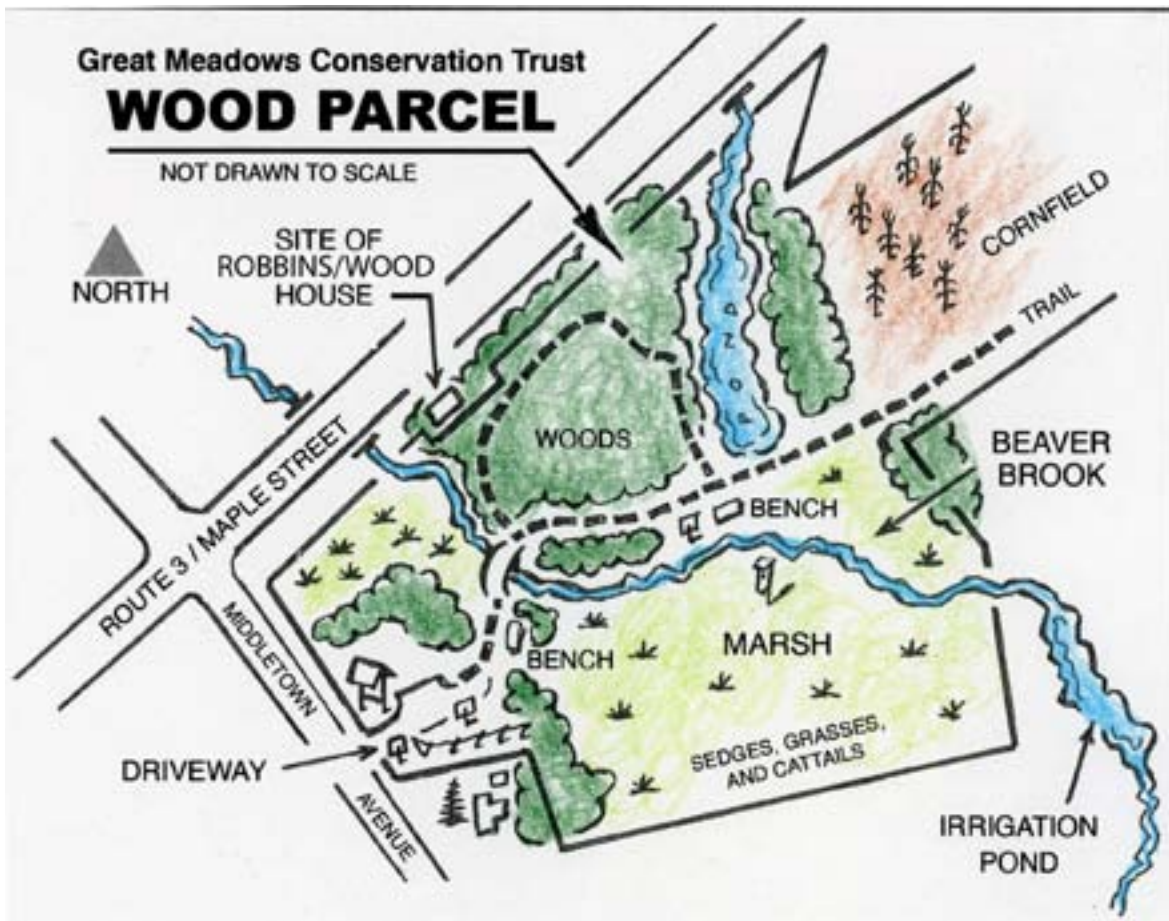 Great Meadows Conservation Trust
WOOD PARCEL
NOT DRAWN TO SCALE
SITE OF
ROBBINS/WOOD
HOUSE
NORTH
CORNFIELD
TRAIL
WOODS
BEAVER
BROOK
BENCH
ROUTE 3 / MAPLE STREET
MIDDLETOWN
AVENUE
BENCH
MARSH
SEDGES, GRASSES,
AND CATTAILS
DRIVEWAY
IRRIGATION
POND